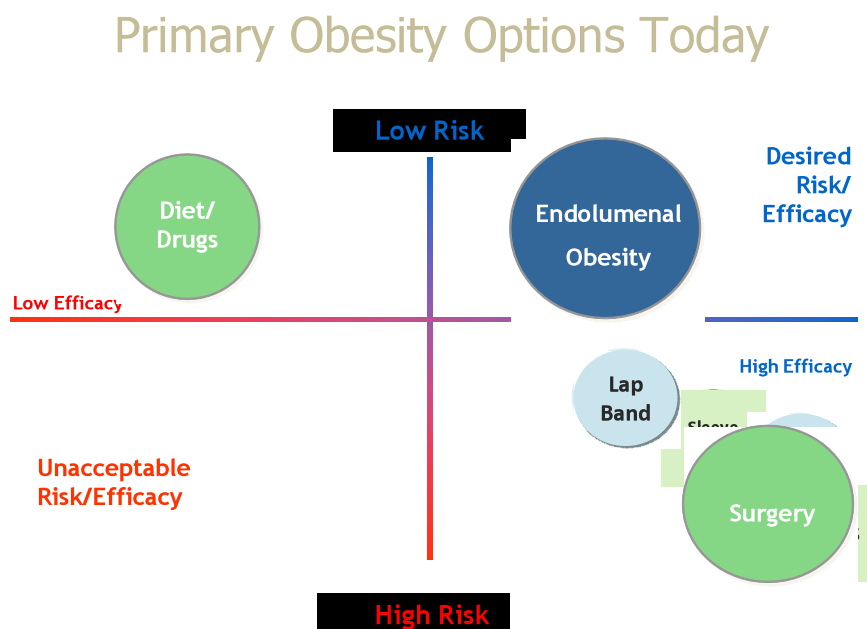 Primary Obesity Options Today
Low Risk
Desired
Risk/
Efficacy
Diet/
Drugs
Endolumenal
Obesity
Low Efficacy
High Efficacy
Lap
Band
Sleeve
Unacceptable
Risk/Efficacy
Surgery
High Risk